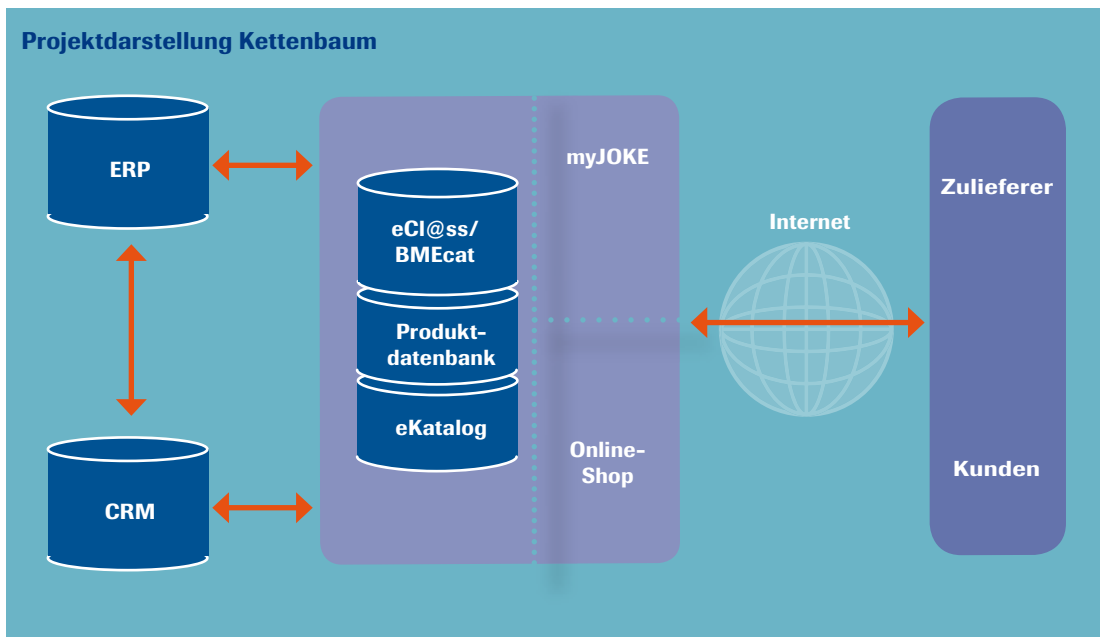 Projektdarstellung Kettenbaum
ERP
CRM
eCl@ss/
BMEcat
Produkt-
datenbank
eKatalog
myJOKE
Online-
Shop
Internet
Zulieferer
Kunden